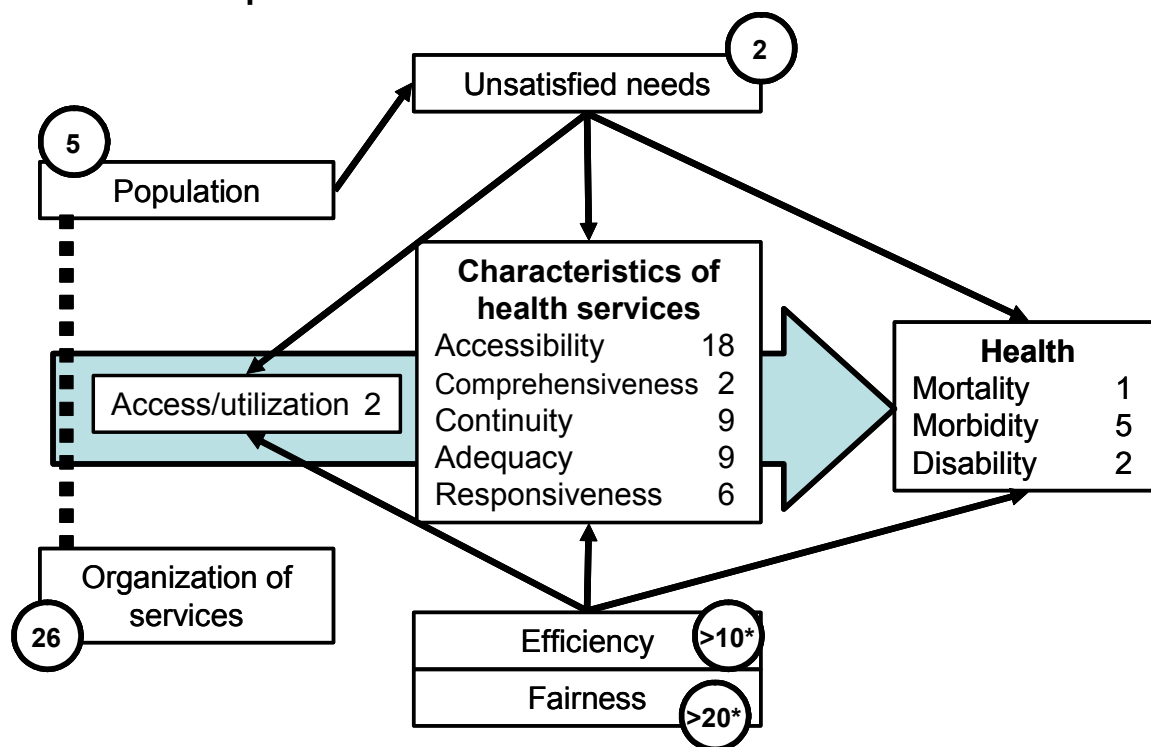 2
Unsatisfied needs
5
Population
Characteristics of
health services
Accessibility 18
Comprehensiveness 2
Continuity 9
Adequacy 9
Responsiveness 6
Access/utilization 2
Health
Mortality 1
Morbidity 5
Disability 2
Organization of
services
26
Efficiency >10*
Fairness
>20*